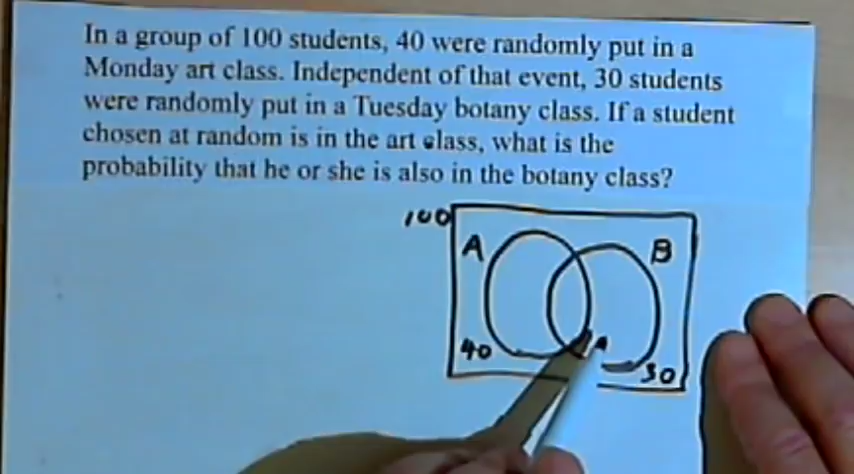 In a group of 100 students, 40 were randomly put in a
Monday art class. Independent of that event, 30 students
were randomly put in a Tuesday botany class. If a student
chosen at random is in the art class, what is the
probability that he or she is also in the botany class?
100
A B
40 30